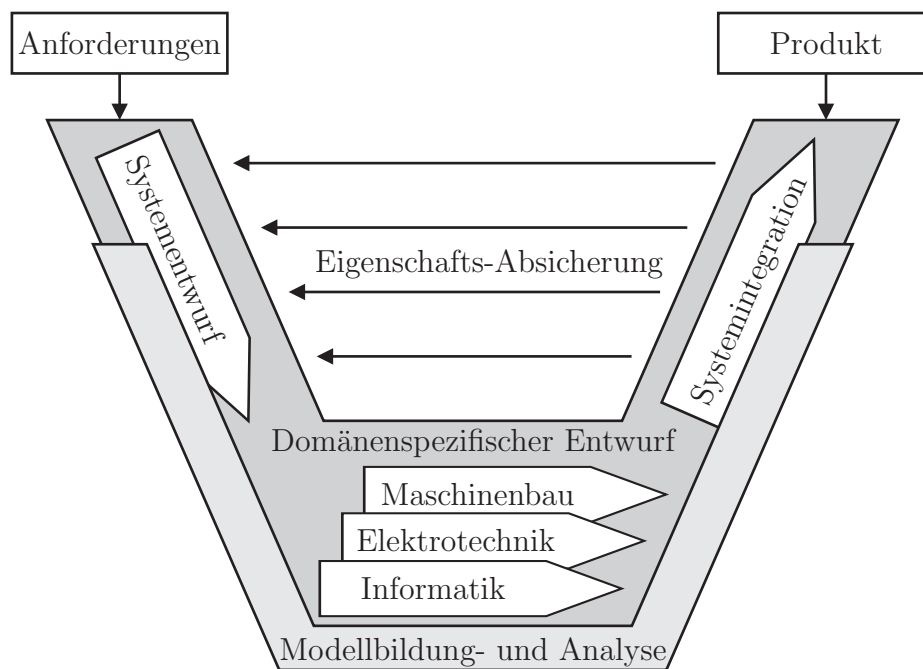 Anforderungen
Produkt
Systementwurf
Eigenschafts-Absicherung
Systemintegration
Domänenspezifischer Entwurf
Maschinenbau
Elektrotechnik
Informatik
Modellbildung- und Analyse